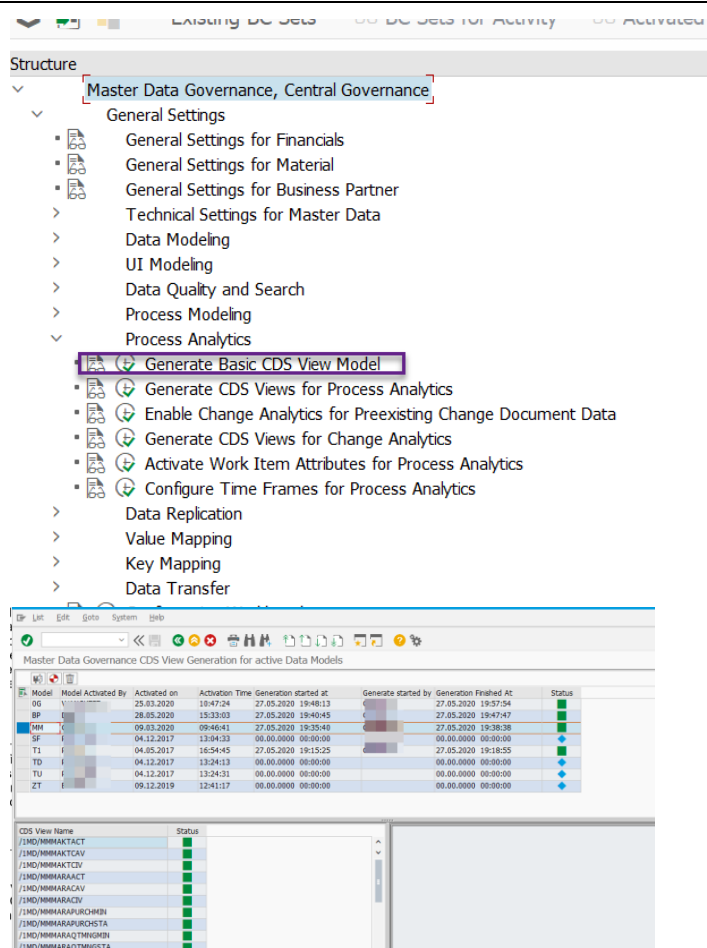 Existing BC Sets BC Sets for Activity Activated
Structure
Master Data Governance, Central Governance
General Settings
General Settings for Financials
General Settings for Material
General Settings for Business Partner
Technical Settings for Master Data
Data Modeling
UI Modeling
Data Quality and Search
Process Modeling
Process Analytics
Generate Basic CDS View Model
Generate CDS Views for Process Analytics
Enable Change Analytics for Preexisting Change Document Data
Generate CDS Views for Change Analytics
Activate Work Item Attributes for Process Analytics
Configure Time Frames for Process Analytics
Data Replication
Value Mapping
Key Mapping
Data Transfer
List Edit Goto System Help
Master Data Governance CDS View Generation for active Data Models
Model Model Activated By Activated on Activation Time Generation started at Generate started by Generation Finished At Status
0G 25.03.2020 10:47:24 27.05.2020 19:48:13 27.05.2020 19:57:54
BP 28.05.2020 15:33:03 27.05.2020 19:40:45 27.05.2020 19:47:47
MM 09.03.2020 09:46:41 27.05.2020 19:35:40 27.05.2020 19:38:38
SF 04.12.2017 13:04:33 00.00.0000 00:00:00 00.00.0000 00:00:00
T1 04.05.2017 16:54:45 27.05.2020 19:15:25 27.05.2020 19:18:55
TD 04.12.2017 13:24:13 00.00.0000 00:00:00 00.00.0000 00:00:00
TU 04.12.2017 13:24:31 00.00.0000 00:00:00 00.00.0000 00:00:00
ZT 09.12.2019 12:41:17 00.00.0000 00:00:00 00.00.0000 00:00:00
CDS View Name Status
/1MD/MMMAKTACT
/1MD/MMMAKTCAV
/1MD/MMMAKTCIV
/1MD/MMMARAACT
/1MD/MMMARACAV
/1MD/MMMARACIV
/1MD/MMMARAPURCHMIN
/1MD/MMMARAPURCHSTA
/1MD/MMMARAQTMNGMIN
/1MD/MMMARAQTMNGSTA